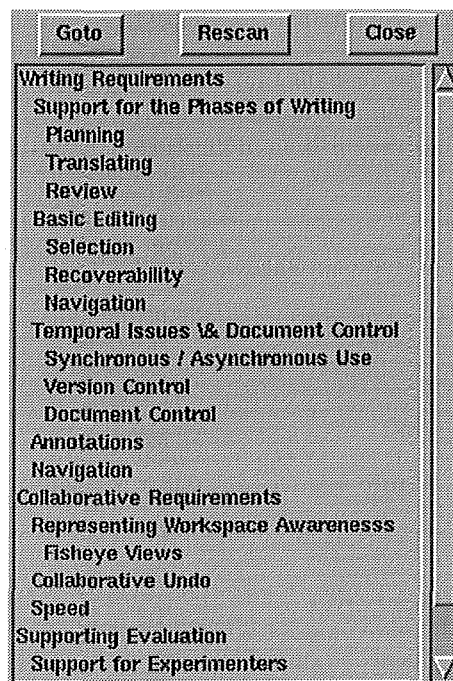 Goto Rescan Close
Writing Requirements
Support for the Phases of Writing
Planning
Translating
Review
Basic Editing
Selection
Recoverability
Navigation
Temporal Issues \& Document Control
Synchronous / Asynchronous Use
Version Control
Document Control
Annotations
Navigation
Collaborative Requirements
Representing Workspace Awarenesss
Fisheye Views
Collaborative Undo
Speed
Supporting Evaluation
Support for Experimenters